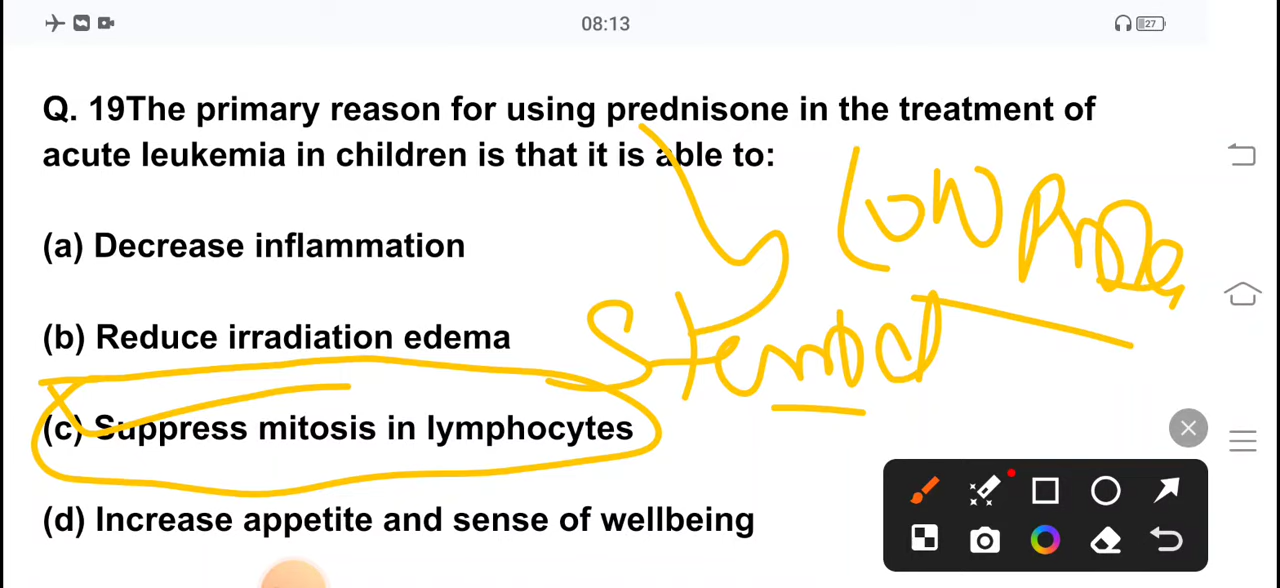 08:13
27
Q. 19The primary reason for using prednisone in the treatment of
acute leukemia in children is that it is able to:
(a) Decrease inflammation
(b) Reduce irradiation edema
(c) Suppress mitosis in lymphocytes
(d) Increase appetite and sense of wellbeing
Low
Steroid